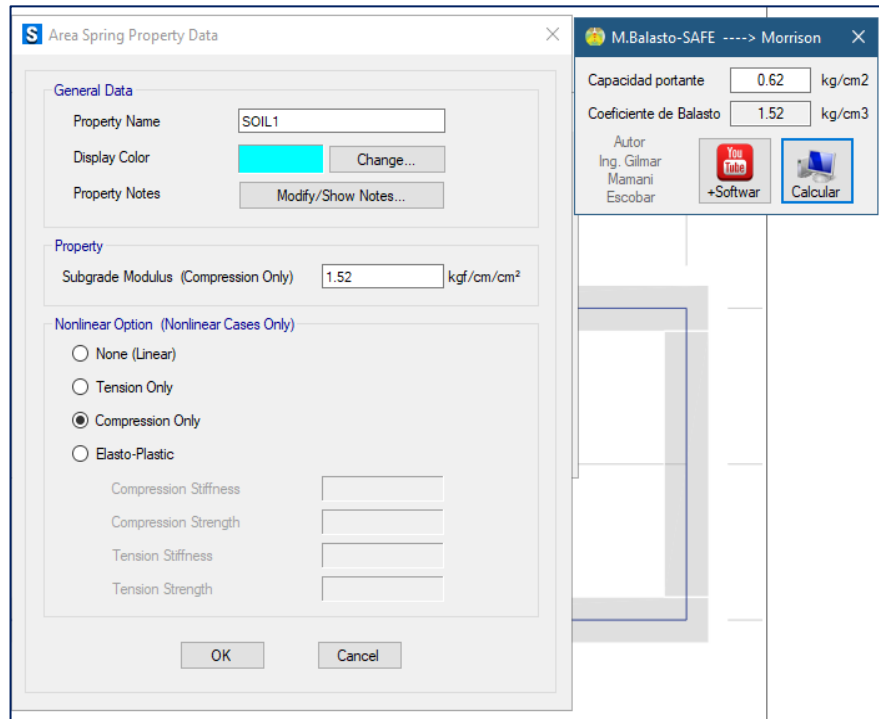 S Area Spring Property Data
General Data
Property Name SOIL1
Display Color Change...
Property Notes Modify/Show Notes...
Property
Subgrade Modulus (Compression Only) 1.52 kgf/cm/cm²
Nonlinear Option (Nonlinear Cases Only)
None (Linear)
Tension Only
Compression Only
Elasto-Plastic
Compression Stiffness
Compression Strength
Tension Stiffness
Tension Strength
OK Cancel
M.Balasto-SAFE ----> Morrison
Capacidad portante 0.62 kg/cm2
Coeficiente de Balasto 1.52 kg/cm3
Autor
Ing. Gilmar
Mamani
Escobar
You
Tube
+Softwar
Calcular